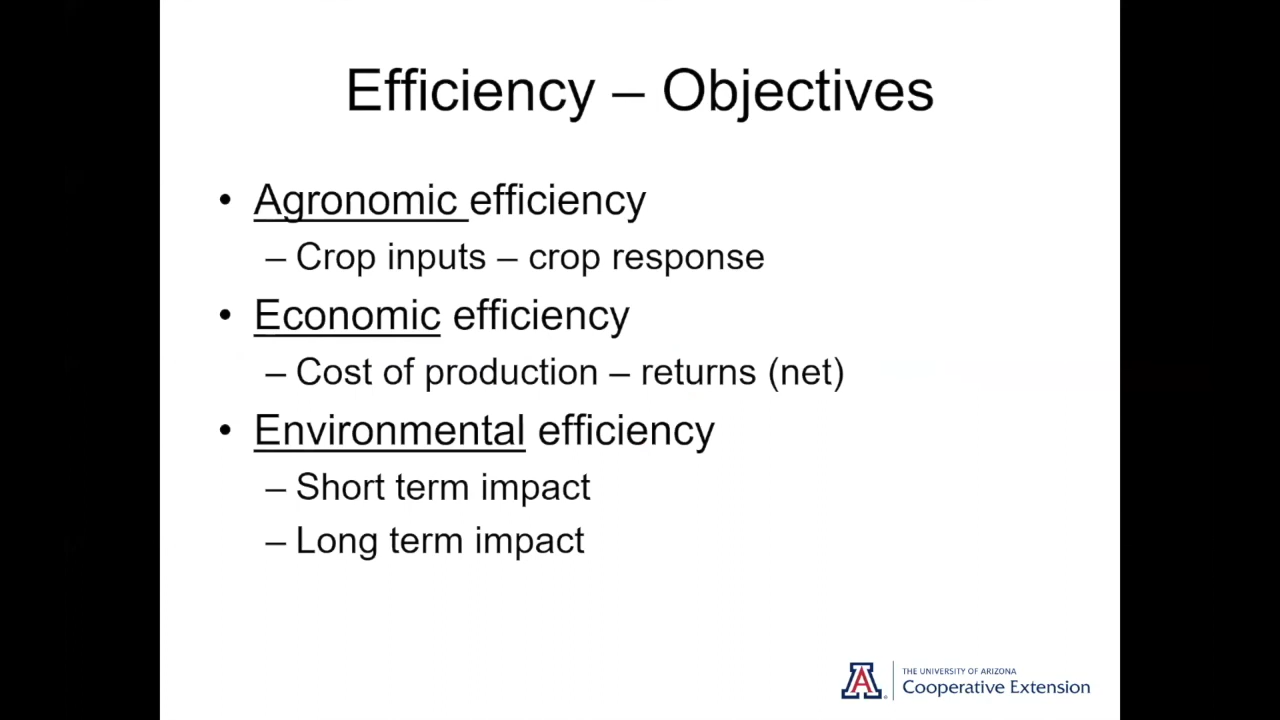 Efficiency – Objectives
• Agronomic efficiency
– Crop inputs – crop response
• Economic efficiency
– Cost of production – returns (net)
• Environmental efficiency
– Short term impact
– Long term impact
A
THE UNIVERSITY OF ARIZONA
Cooperative Extension